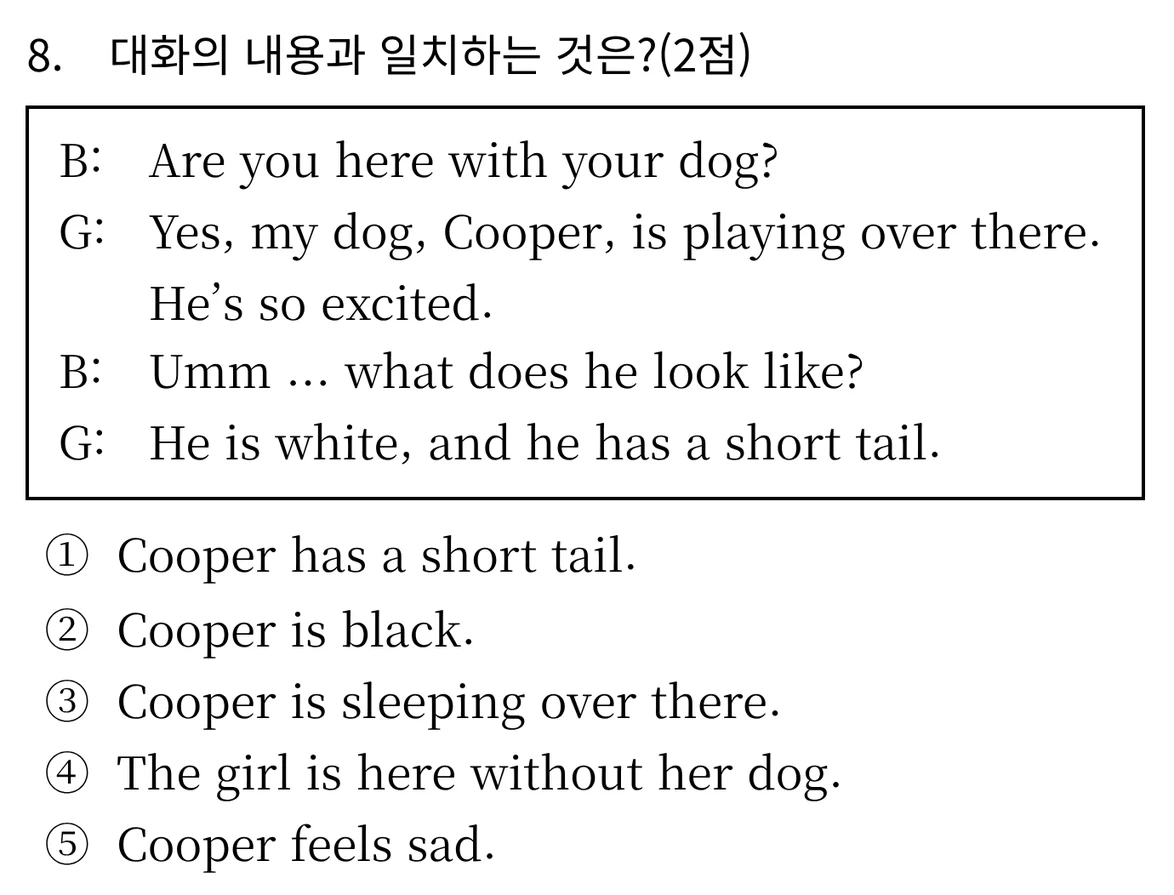 8. 대화의 내용과 일치하는 것은?(2점)
B: Are you here with your dog?
G: Yes, my dog, Cooper, is playing over there.
He’s so excited.
B: Umm ... what does he look like?
G: He is white, and he has a short tail.
① Cooper has a short tail.
② Cooper is black.
③ Cooper is sleeping over there.
④ The girl is here without her dog.
⑤ Cooper feels sad.